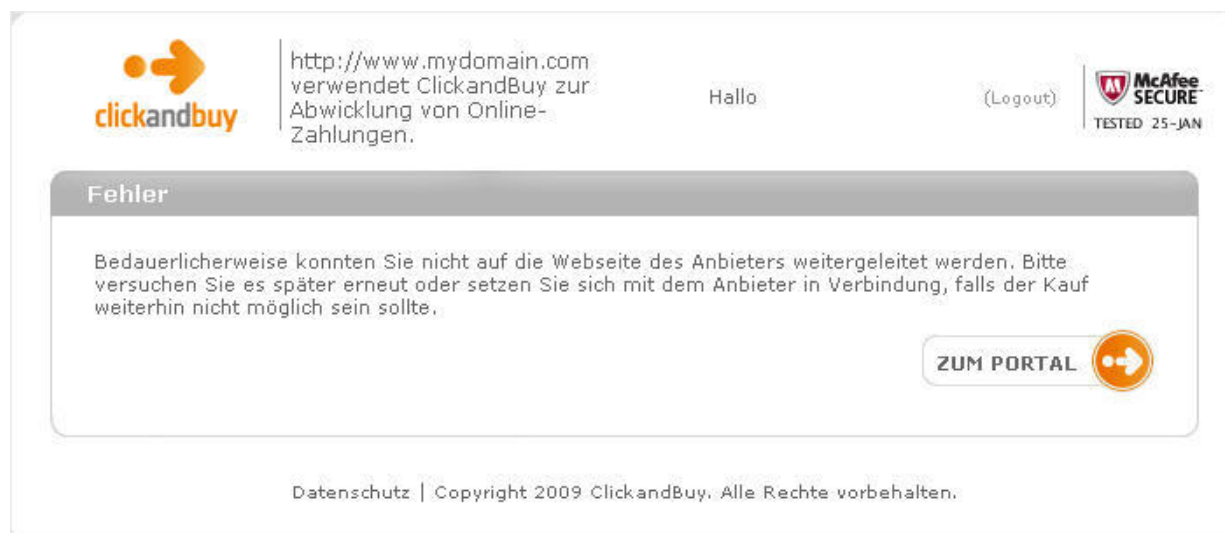 clickandbuy
http://www.mydomain.com
verwendet ClickandBuy zur
Abwicklung von Online-
Zahlungen.
Hallo
(Logout)
McAfee
SECURE
TESTED 25-JAN
Fehler
Bedauerlicherweise konnten Sie nicht auf die Webseite des Anbieters weitergeleitet werden. Bitte
versuchen Sie es später erneut oder setzen Sie sich mit dem Anbieter in Verbindung, falls der Kauf
weiterhin nicht möglich sein sollte.
ZUM PORTAL
Datenschutz | Copyright 2009 ClickandBuy. Alle Rechte vorbehalten.